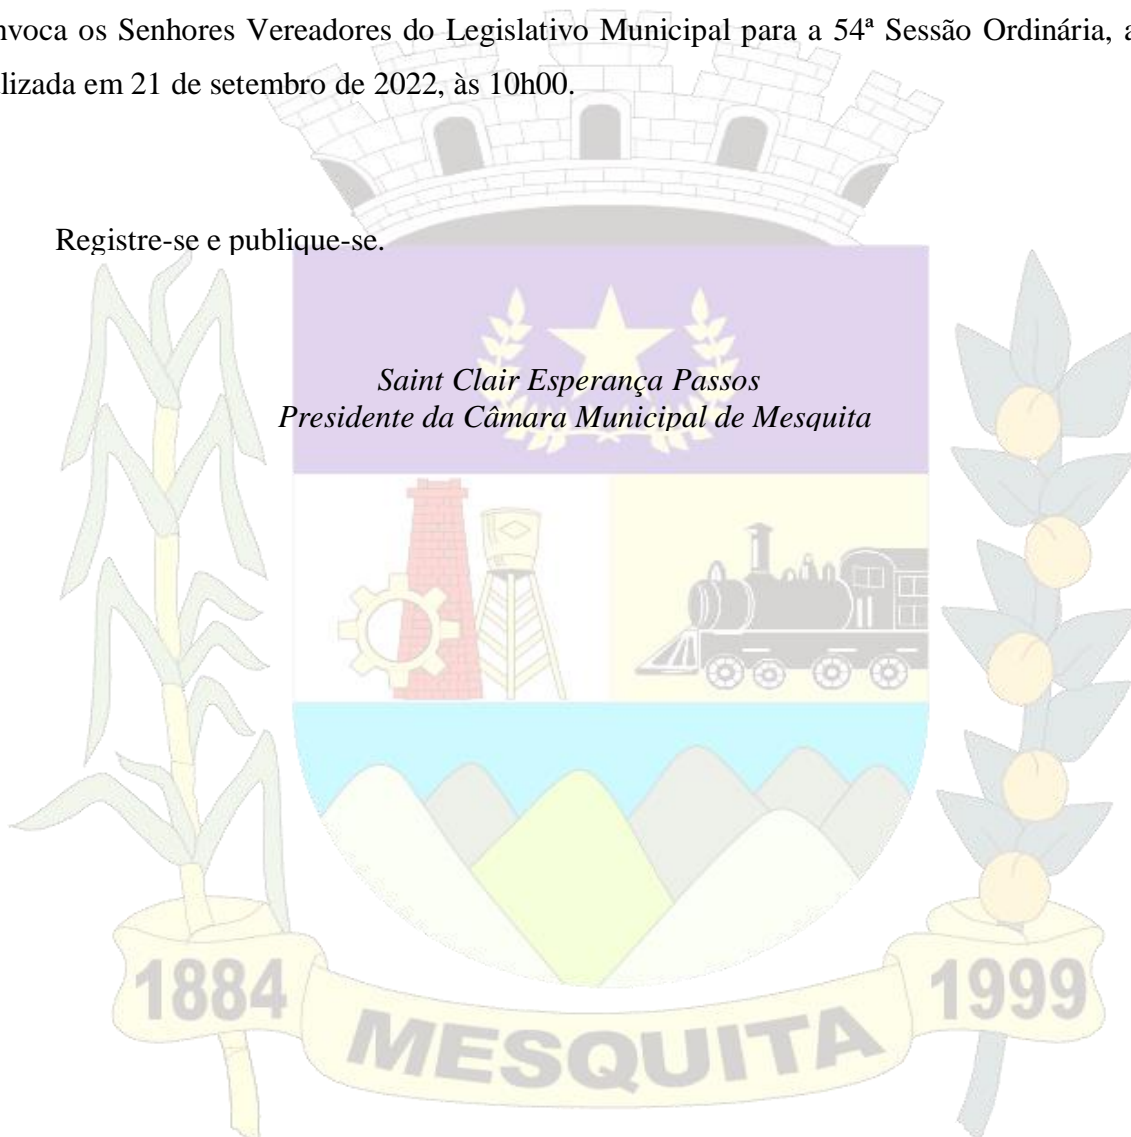 nvoca os Senhores Vereadores do Legislativo Municipal para a 54ª Sessão Ordinária, a
lizada em 21 de setembro de 2022, às 10h00.
Registre-se e publique-se.
Saint Clair Esperança Passos
Presidente da Câmara Municipal de Mesquita
1884
MESQUITA
1999